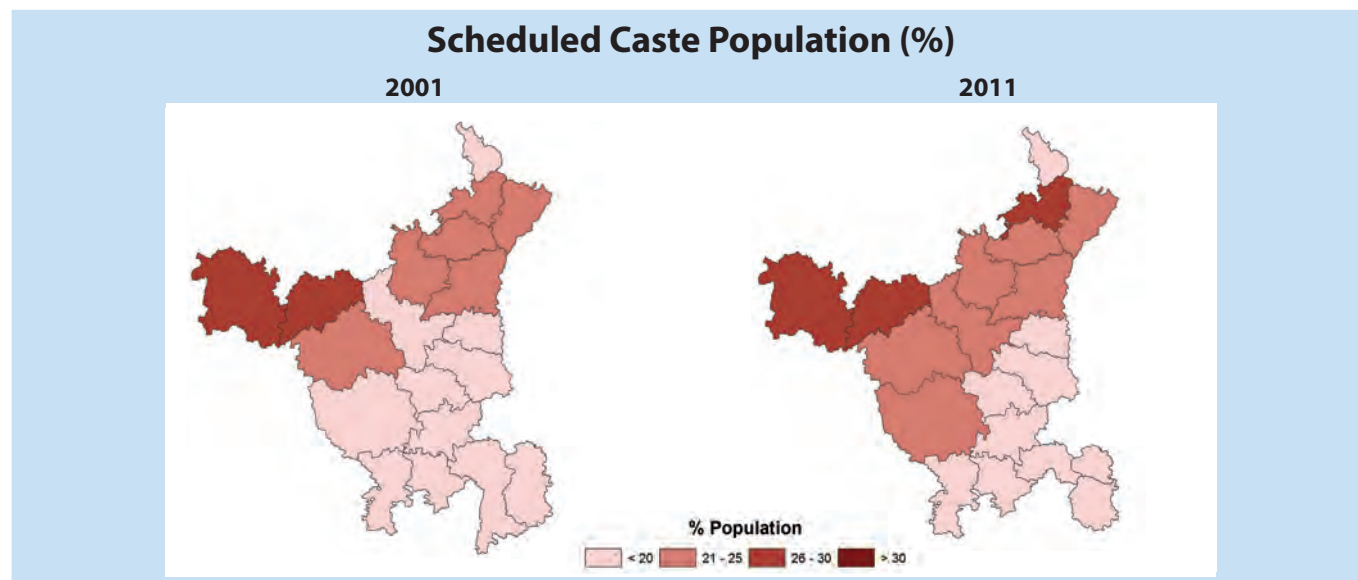 Scheduled Caste Population (%)
2001 2011
% Population
< 20 21 - 25 26 - 30 > 30